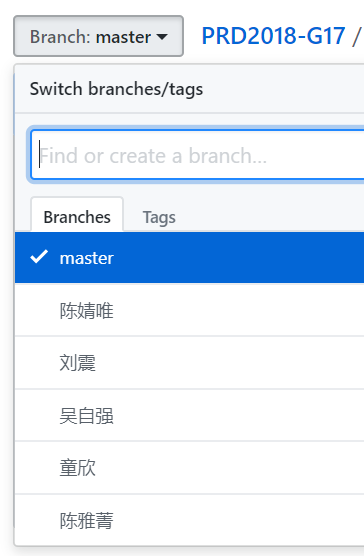 Branch: master PRD2018-G17 /
Switch branches/tags
Find or create a branch...
Branches Tags
master
陈婧唯
刘震
吴自强
童欣
陈雅菁